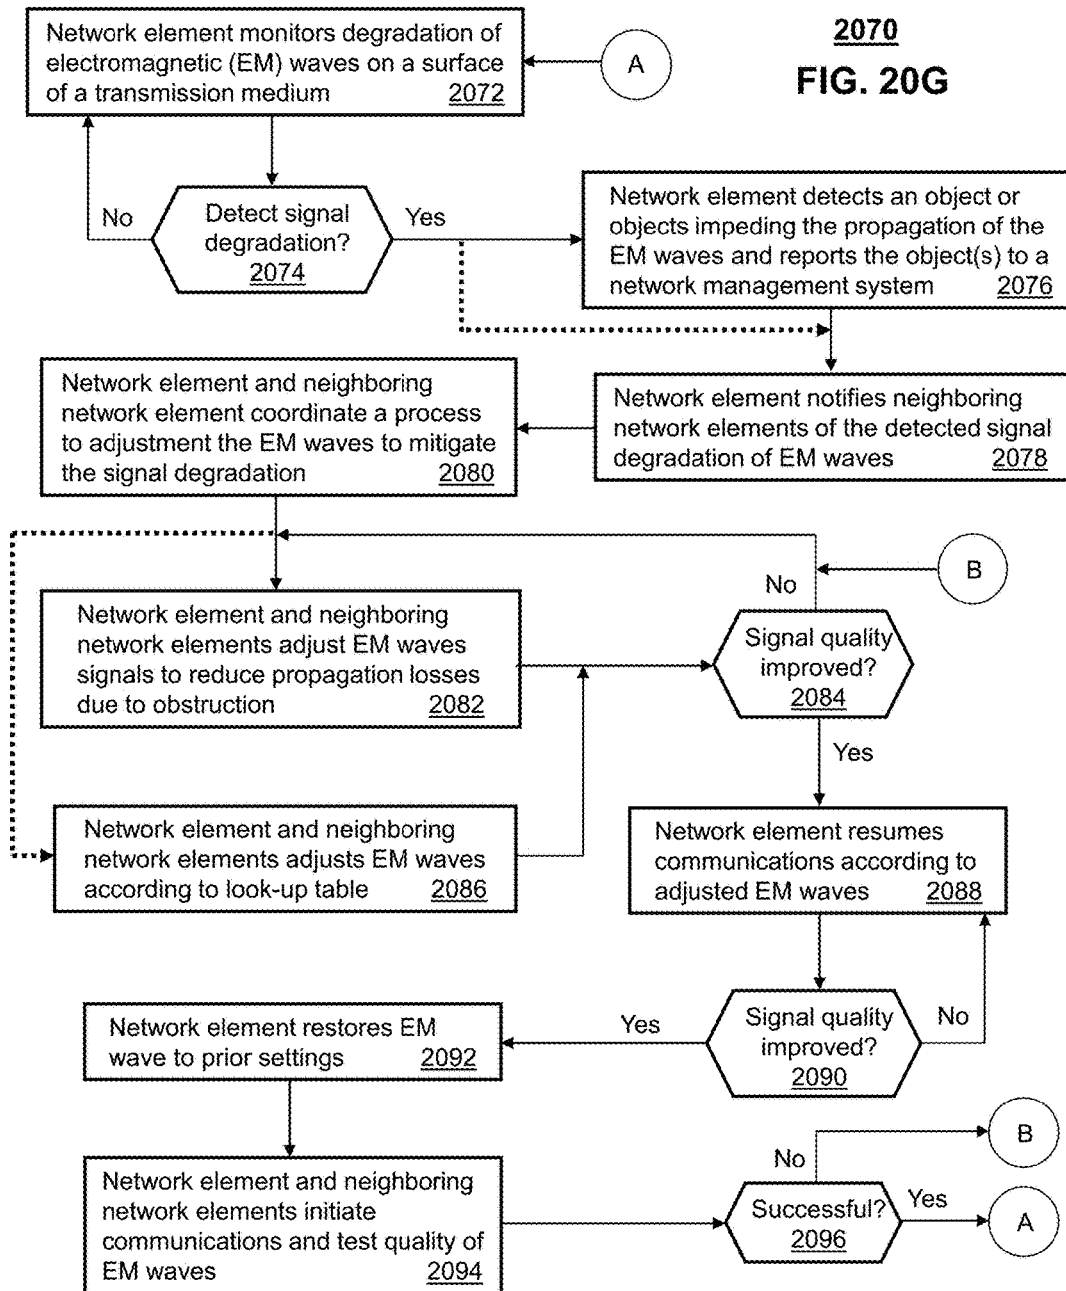 2070
FIG. 20G
Network element monitors degradation of
electromagnetic (EM) waves on a surface
of a transmission medium 2072
A
No
Detect signal
degradation?
2074
Yes
Network element detects an object or
objects impeding the propagation of the
EM waves and reports the object(s) to a
network management system 2076
Network element and neighboring
network element coordinate a process
to adjustment the EM waves to mitigate
the signal degradation 2080
Network element notifies neighboring
network elements of the detected signal
degradation of EM waves 2078
B
No
Network element and neighboring
network elements adjust EM waves
signals to reduce propagation losses
due to obstruction 2082
Signal quality
improved?
2084
Yes
Network element and neighboring
network elements adjusts EM waves
according to look-up table 2086
Network element resumes
communications according to
adjusted EM waves 2088
Network element restores EM
wave to prior settings 2092
Yes
Signal quality
improved?
2090
No
B
No
Network element and neighboring
network elements initiate
communications and test quality of
EM waves 2094
Successful?
2096
Yes
A